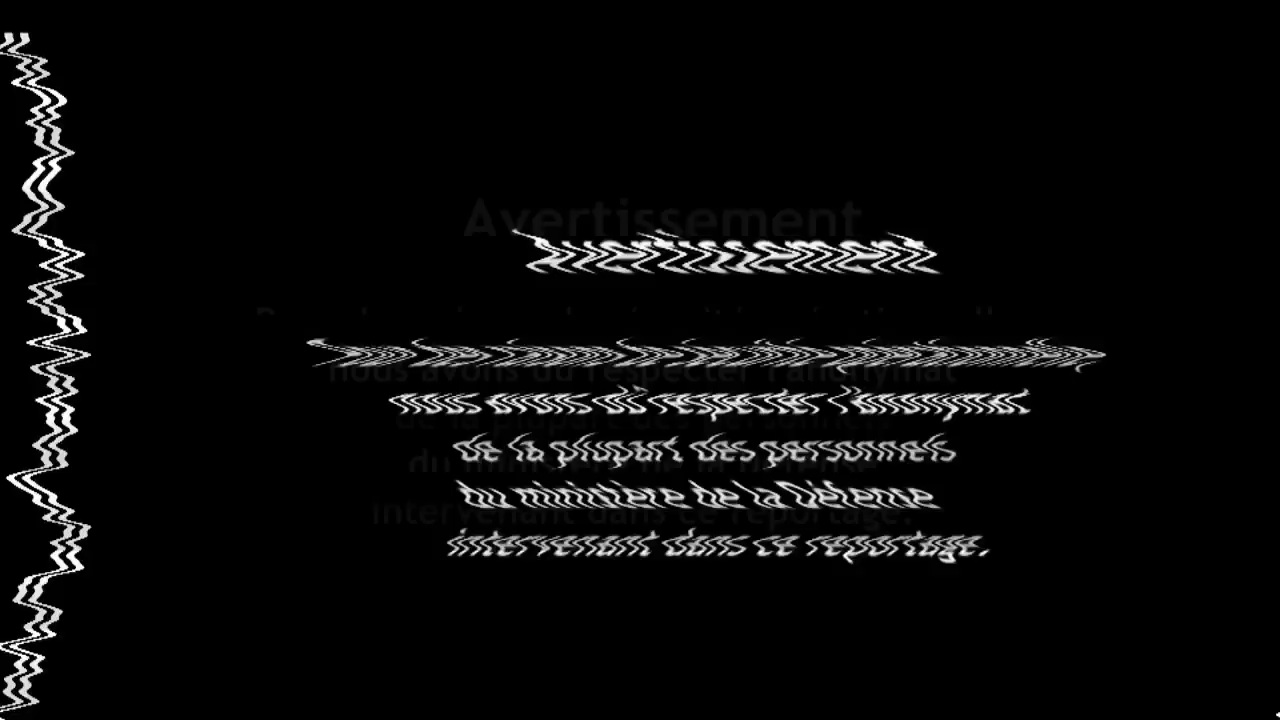 Avertissement
nous avons dû respecter l'anonymat
de la plupart des personnels
du ministère de la Défense
intervenant dans ce reportage.